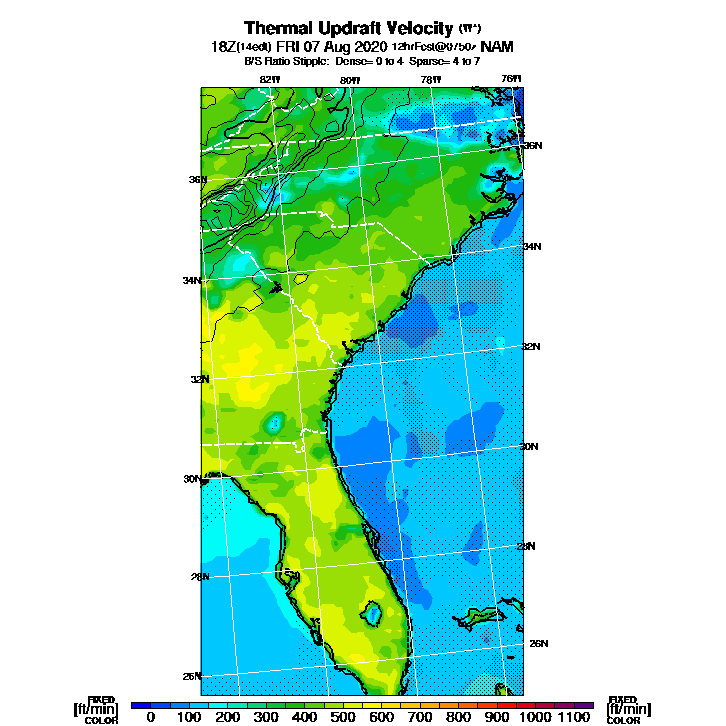 Thermal Updraft Velocity (W*)
18Z(14edt) FRI 07 Aug 2020 12hrFcst@0750z NAM
B/S Ratio Stipple: Dense= 0 to 4 Sparse= 4 to 7
82W 80W 78W 76W
36N
36N
34N
34N
32N
32N
30N
30N
28N
28N
26N
26N
FIXED FIXED
[ft/min] [ft/min]
COLOR COLOR
0 100 200 300 400 500 600 700 800 900 1000 1100